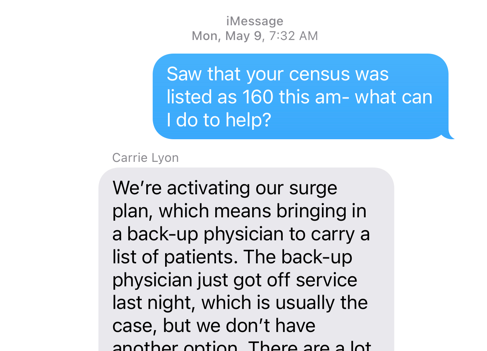 iMessage
Mon, May 9, 7:32 AM
Saw that your census was
listed as 160 this am- what can
I do to help?
Carrie Lyon
We’re activating our surge
plan, which means bringing in
a back-up physician to carry a
list of patients. The back-up
physician just got off service
last night, which is usually the
case, but we don’t have
another option. There are a lot